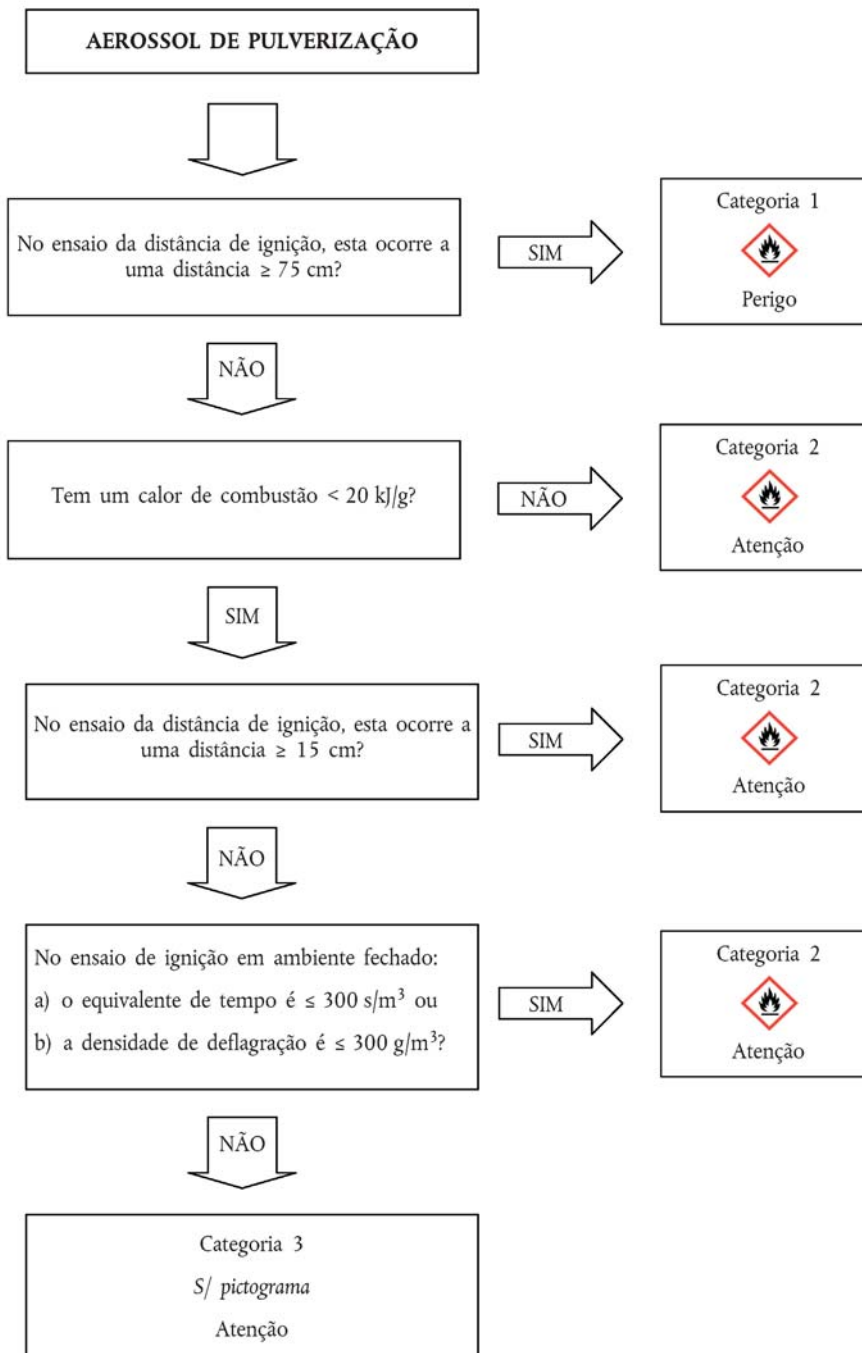 AEROSSOL DE PULVERIZAÇÃO
No ensaio da distância de ignição, esta ocorre a
uma distância ≥ 75 cm?
SIM
Categoria 1
Perigo
NÃO
Tem um calor de combustão < 20 kJ/g?
NÃO
Categoria 2
Atenção
SIM
No ensaio da distância de ignição, esta ocorre a
uma distância ≥ 15 cm?
SIM
Categoria 2
Atenção
NÃO
No ensaio de ignição em ambiente fechado:
a) o equivalente de tempo é ≤ 300 s/m³ ou
b) a densidade de deflagração é ≤ 300 g/m³?
SIM
Categoria 2
Atenção
NÃO
Categoria 3
S/ pictograma
Atenção